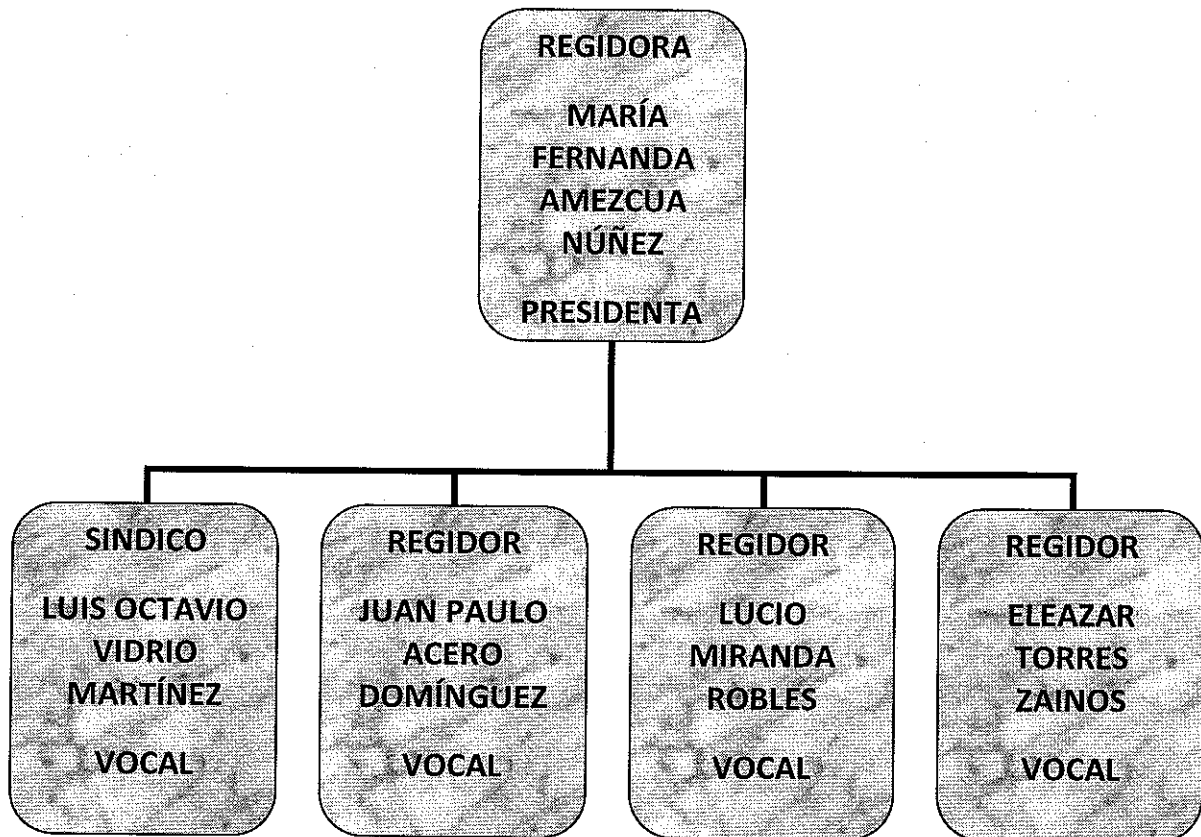 REGIDORA
MARÍA
FERNANDA
AMEZCUA
NÚÑEZ
PRESIDENTA
SINDICO
LUIS OCTAVIO
VIDRIO
MARTÍNEZ
VOCAL
REGIDOR
JUAN PAULO
ACERO
DOMÍNGUEZ
VOCAL
REGIDOR
LUCIO
MIRANDA
ROBLES
VOCAL
REGIDOR
ELEAZAR
TORRES
ZAINOS
VOCAL